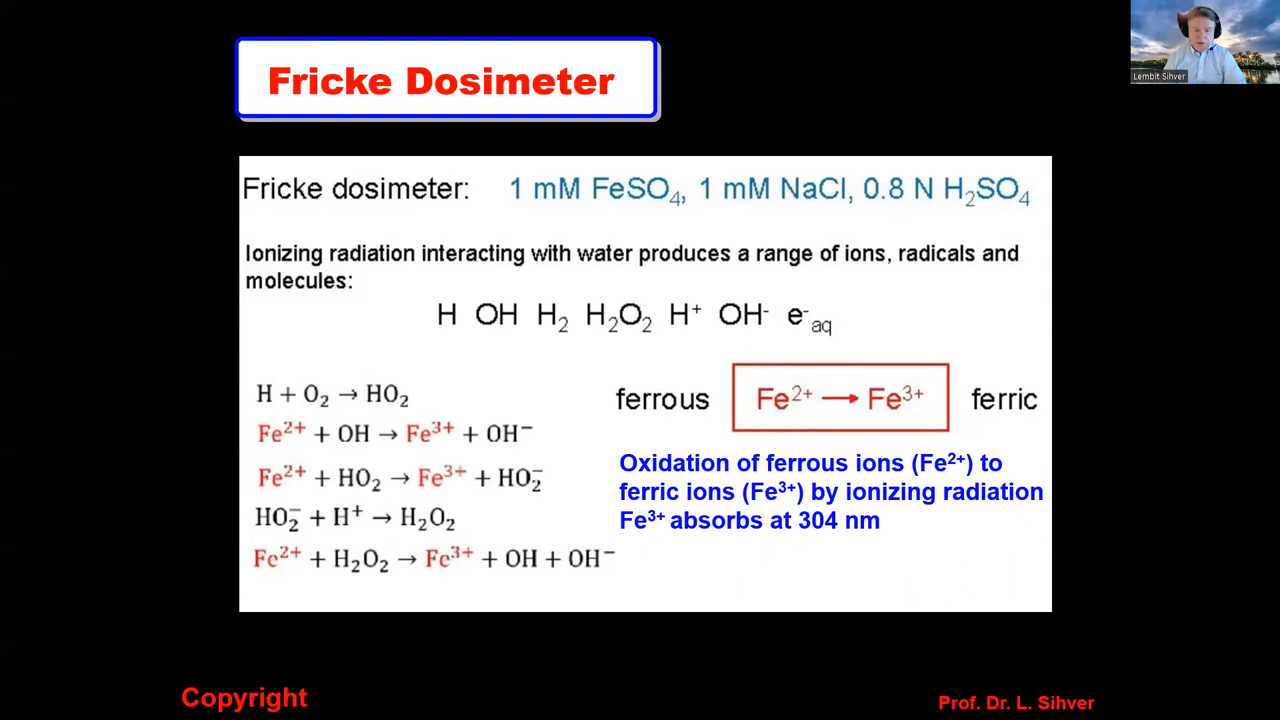 Fricke Dosimeter
Lembit Sihver
Fricke dosimeter: 1 mM FeSO₄, 1 mM NaCl, 0.8 N H₂SO₄
Ionizing radiation interacting with water produces a range of ions, radicals and
molecules:
H OH H₂ H₂O₂ H⁺ OH⁻ e⁻aq
H + O₂ → HO₂
Fe²⁺ + OH → Fe³⁺ + OH⁻
Fe²⁺ + HO₂ → Fe³⁺ + HO₂⁻
HO₂⁻ + H⁺ → H₂O₂
Fe²⁺ + H₂O₂ → Fe³⁺ + OH + OH⁻
ferrous Fe²⁺ → Fe³⁺ ferric
Oxidation of ferrous ions (Fe²⁺) to
ferric ions (Fe³⁺) by ionizing radiation
Fe³⁺ absorbs at 304 nm
Copyright
Prof. Dr. L. Sihver